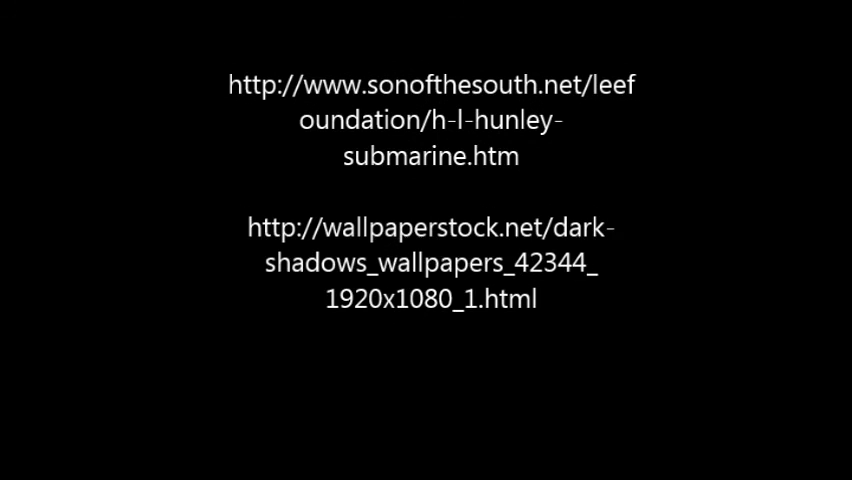 http://www.sonofthesouth.net/leef
oundation/h-l-hunley-
submarine.htm
http://wallpaperstock.net/dark-
shadows_wallpapers_42344_
1920x1080_1.html